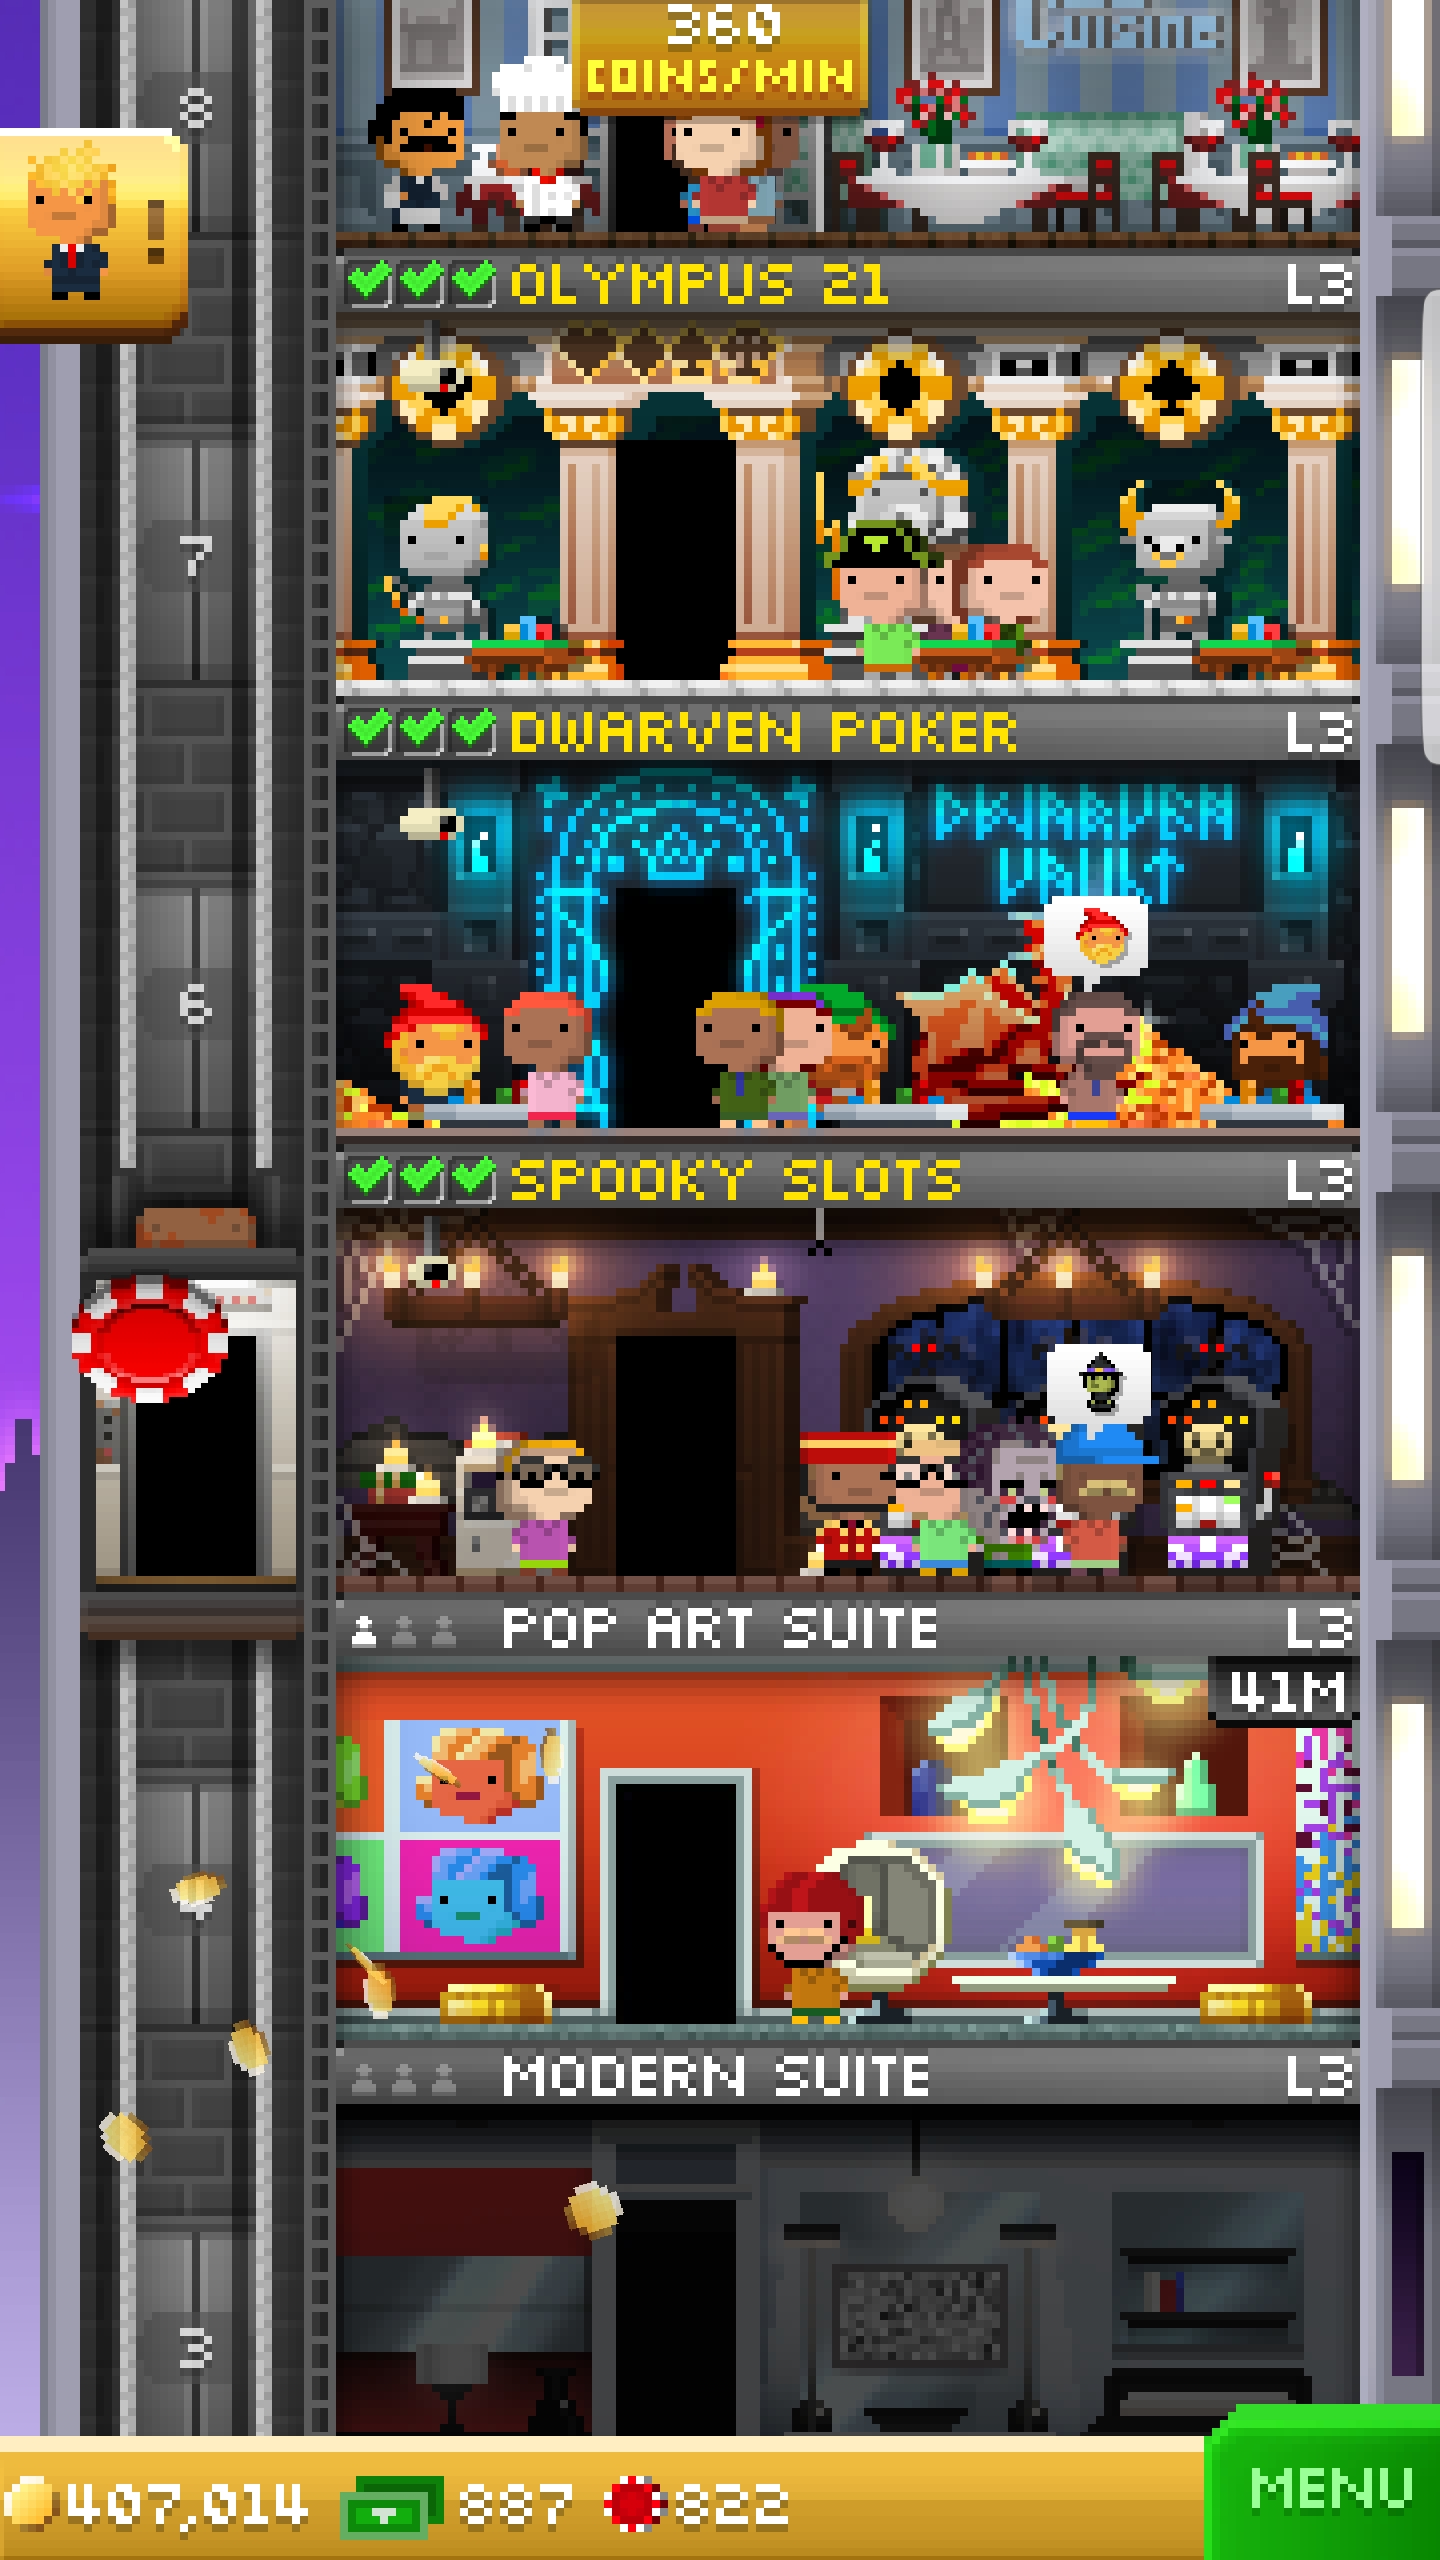 360
COINS/MIN
Cuisine
8
OLYMPUS 21 L3
7
DWARVEN POKER L3
DWARVEN
VAULT
6
SPOOKY SLOTS L3
POP ART SUITE L3
41M
MODERN SUITE L3
3
407,014 887 822
MENU